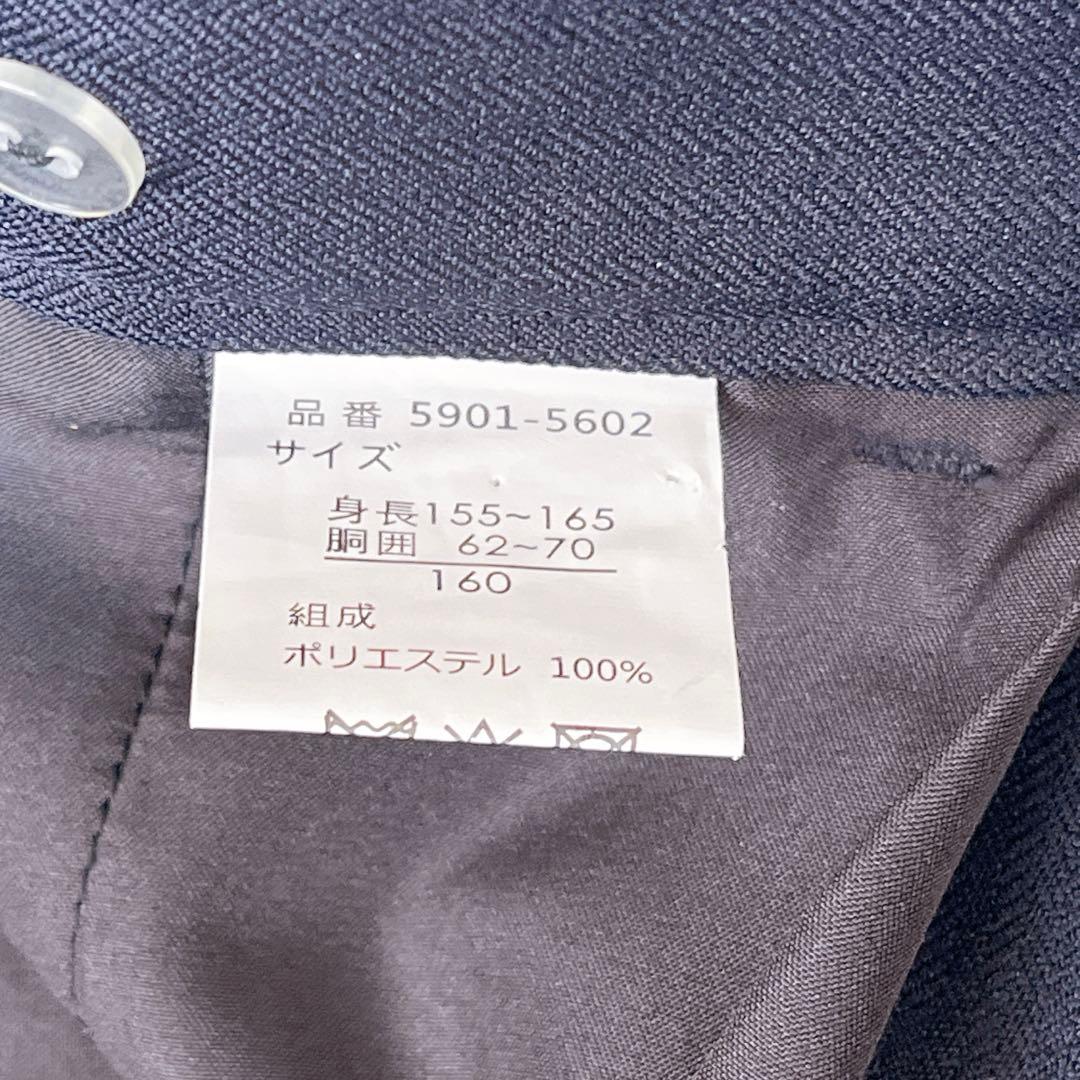 品番 5901-5602
サイズ
身長155~165
胴囲 62~70
160
組成
ポリエステル 100%